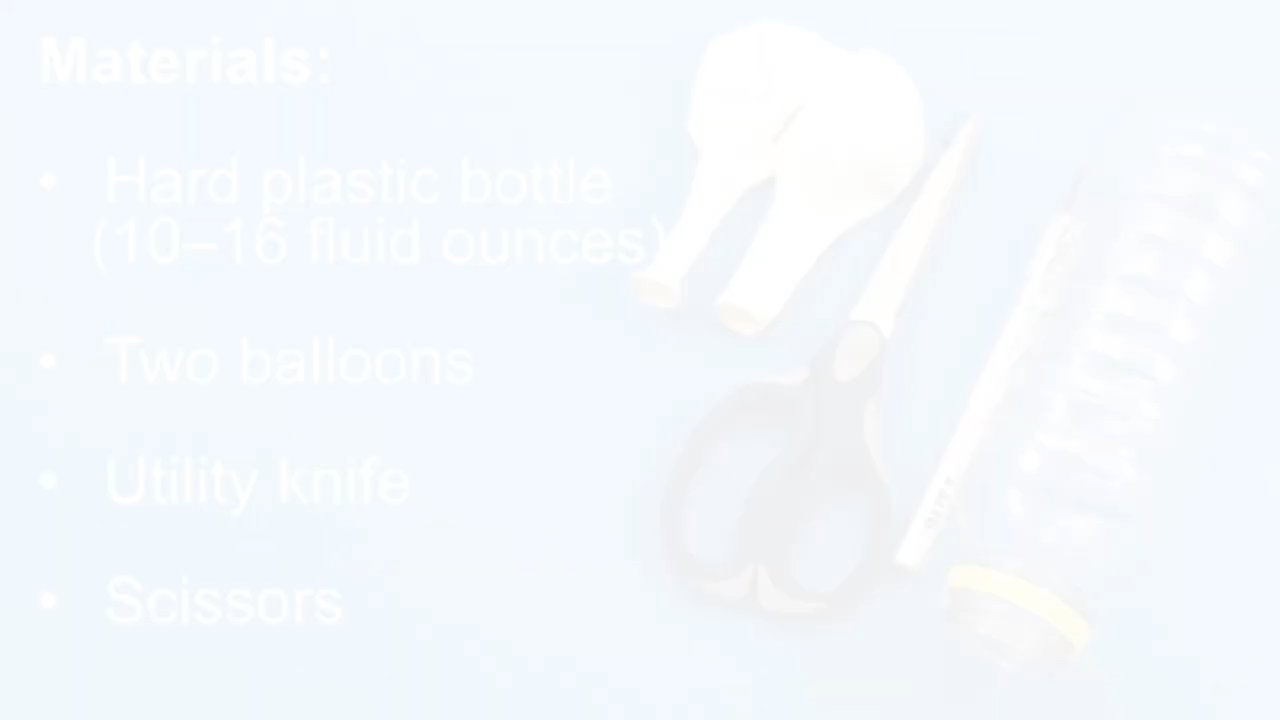 Materials:
• Hard plastic bottle
(10–16 fluid ounces)
• Two balloons
• Utility knife
• Scissors